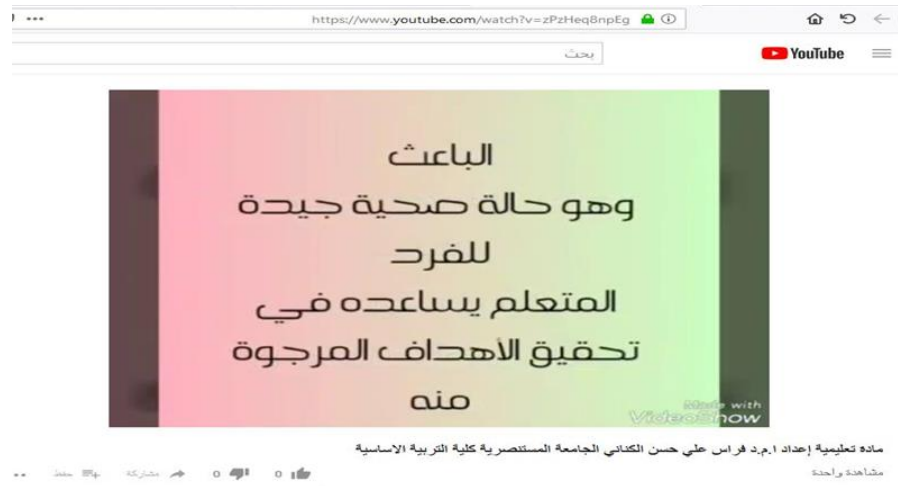 https://www.youtube.com/watch?v=zPzHeq8npEg
YouTube
بحث
الباعث
وهو حالة صحية جيدة
للفرد
المتعلم يساعده في
تحقيق الأهداف المرجوة
منه
Made with
VideoShow
مادة تعليمية إعداد ا.م.د فراس علي حسن الكناني الجامعة المستنصرية كلية التربية الاساسية
مشاهدة واحدة
0 0 مشاركة حفظ